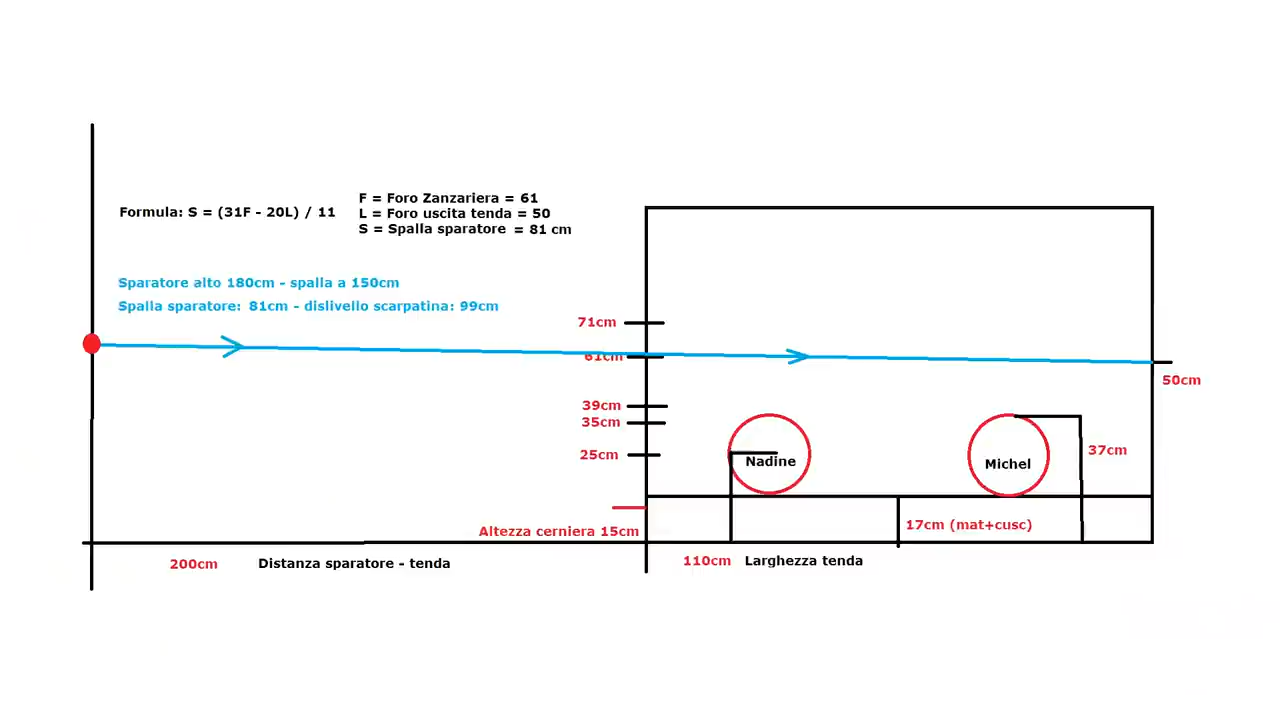 Formula: S = (31F - 20L) / 11
F = Foro Zanzariera = 61
L = Foro uscita tenda = 50
S = Spalla sparatore = 81 cm
Sparatore alto 180cm - spalla a 150cm
Spalla sparatore: 81cm - dislivello scarpatina: 99cm
71cm
61cm
50cm
39cm
35cm
25cm
Nadine
Michel
37cm
Altezza cerniera 15cm
17cm (mat+cusc)
200cm Distanza sparatore - tenda
110cm Larghezza tenda